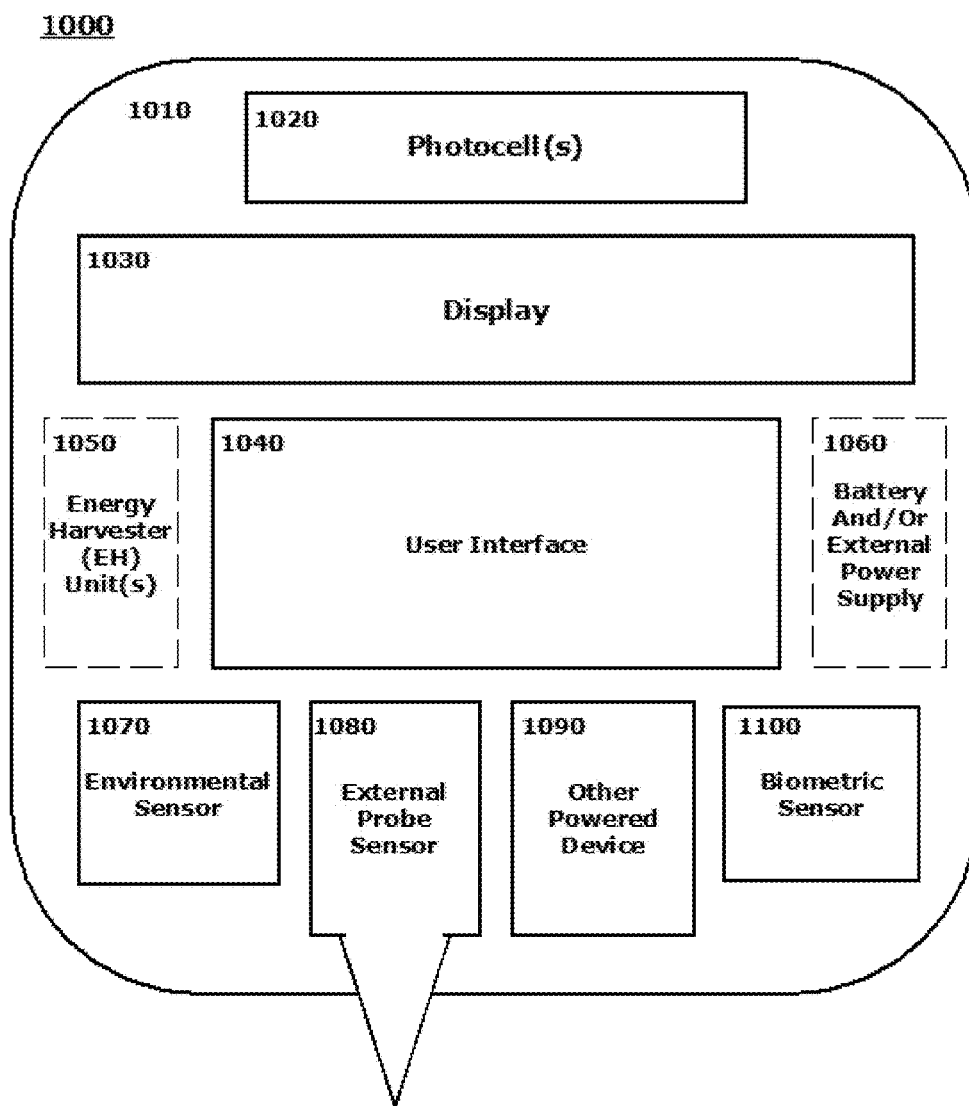 1000
1010
1020
Photocell(s)
1030
Display
1050
Energy
Harvester
(EH)
Unit(s)
1040
User Interface
1060
Battery
And/Or
External
Power
Supply
1070
Environmental
Sensor
1080
External
Probe
Sensor
1090
Other
Powered
Device
1100
Biometric
Sensor